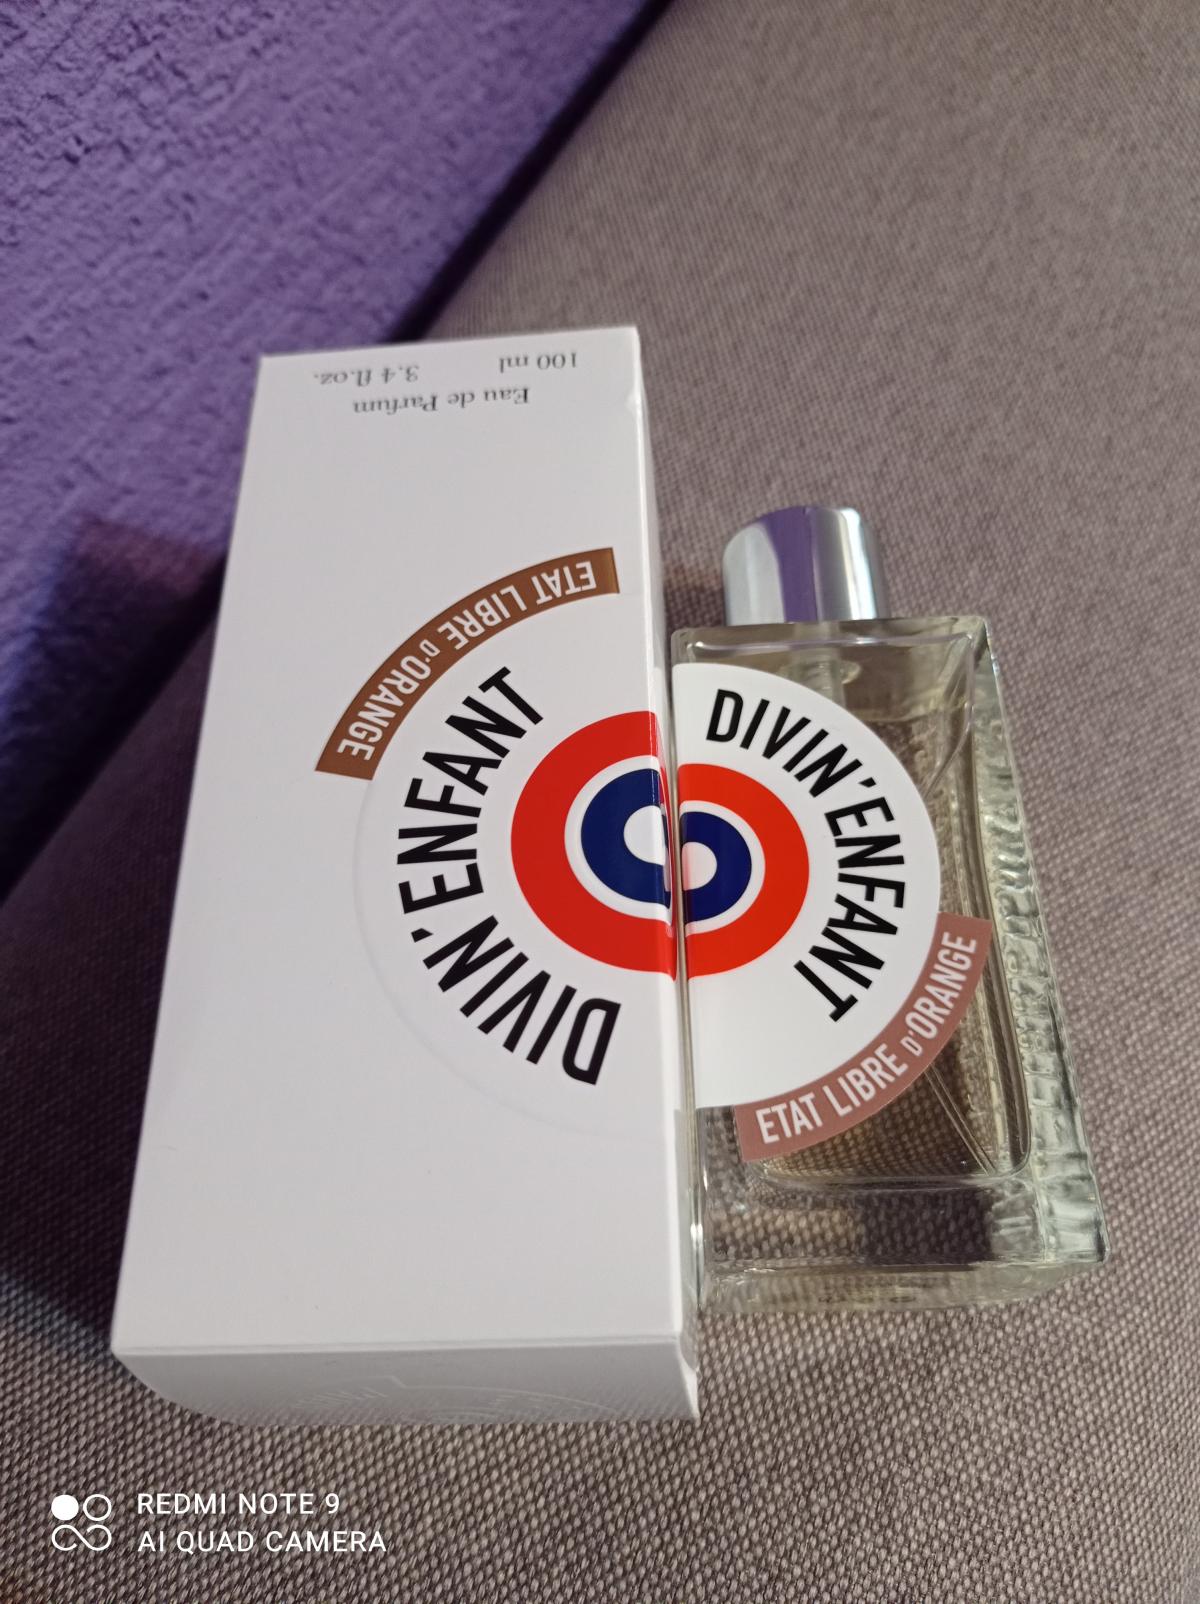 Eau de Parfum
100 ml 3.4 fl.oz.
ETAT LIBRE D'ORANGE
DIVIN'ENFANT
DIVIN'ENFANT
ETAT LIBRE D'ORANGE
REDMI NOTE 9
AI QUAD CAMERA